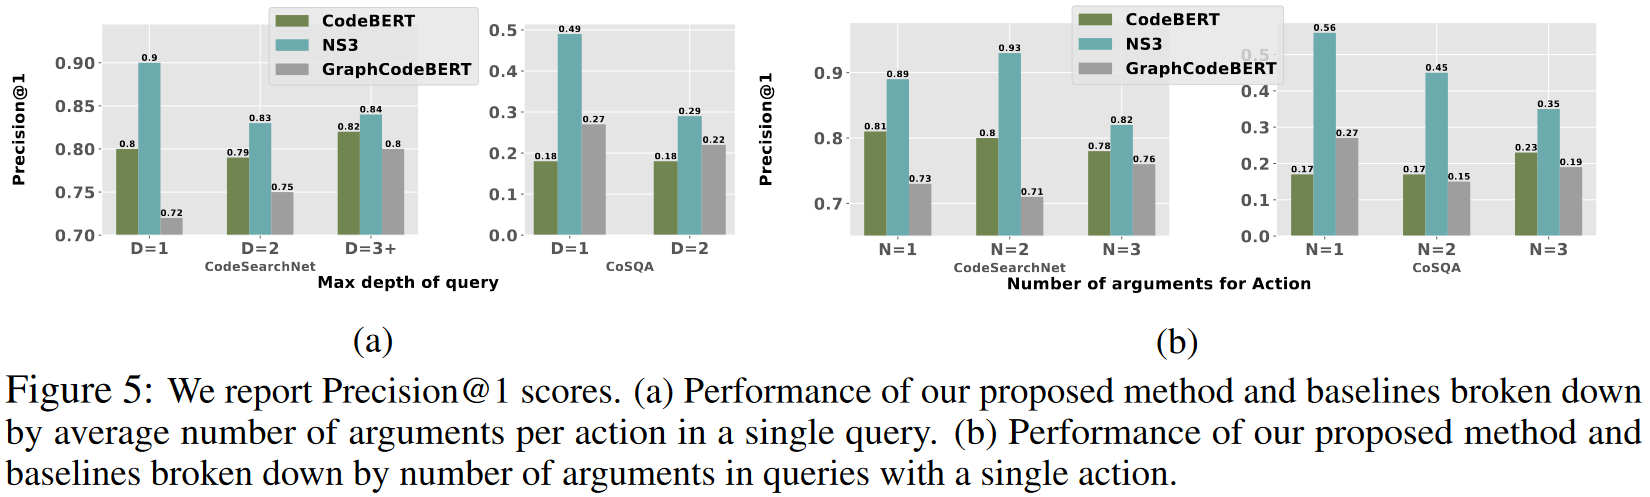 CodeBERT
NS3
GraphCodeBERT
Precision@1
0.90
0.85
0.80
0.75
0.70
0.8
0.9
0.72
0.79
0.83
0.75
0.82
0.84
0.8
D=1 D=2 D=3+
CodeSearchNet
0.5
0.4
0.3
0.2
0.1
0.0
0.18
0.49
0.27
0.18
0.29
0.22
D=1 D=2
CoSQA
Max depth of query
(a)
CodeBERT
NS3
GraphCodeBERT
Precision@1
0.9
0.8
0.7
0.81
0.89
0.73
0.8
0.93
0.71
0.78
0.82
0.76
N=1 N=2 N=3
CodeSearchNet
0.5
0.4
0.3
0.2
0.1
0.0
0.17
0.56
0.27
0.17
0.45
0.15
0.23
0.35
0.19
N=1 N=2 N=3
CoSQA
Number of arguments for Action
(b)
Figure 5: We report Precision@1 scores. (a) Performance of our proposed method and baselines broken down
by average number of arguments per action in a single query. (b) Performance of our proposed method and
baselines broken down by number of arguments in queries with a single action.